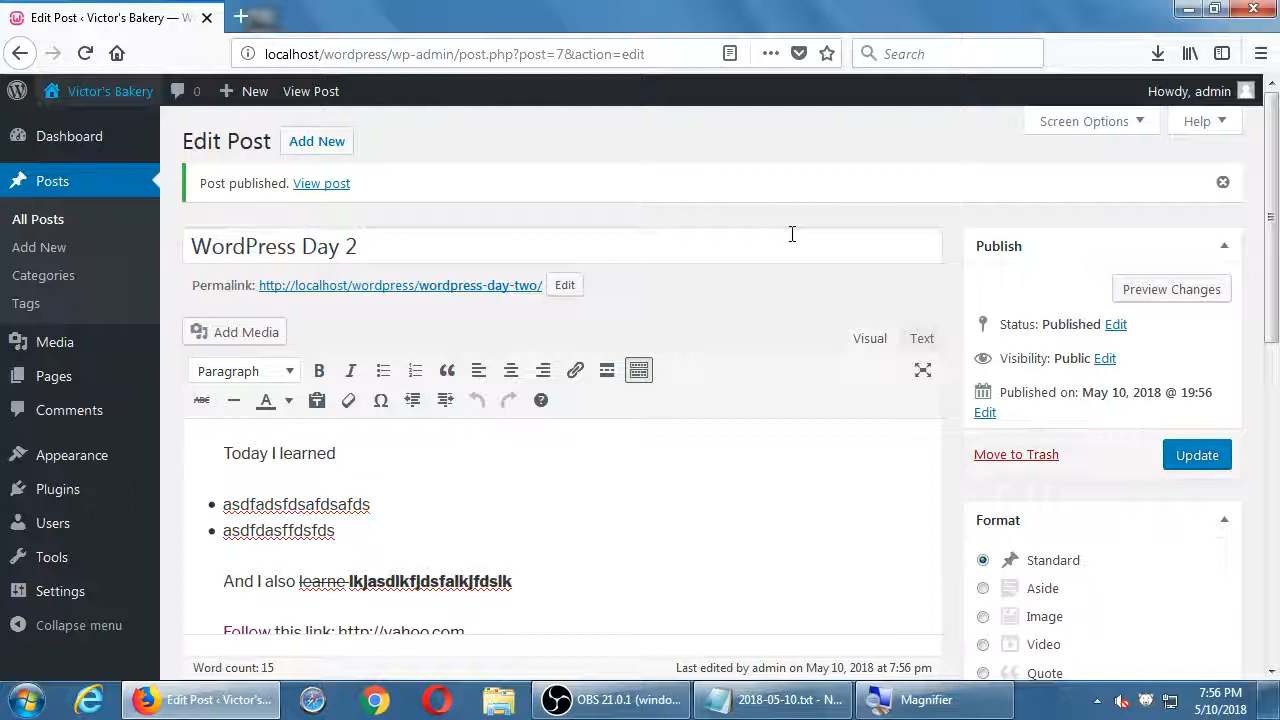 Edit Post ‹ Victor's Bakery — W
localhost/wordpress/wp-admin/post.php?post=7&action=edit
Search
Victor's Bakery
0
New
View Post
Howdy, admin
Dashboard
Posts
All Posts
Add New
Categories
Tags
Media
Pages
Comments
Appearance
Plugins
Users
Tools
Settings
Collapse menu
Screen Options
Help
Edit Post
Add New
Post published. View post
WordPress Day 2
Permalink: http://localhost/wordpress/wordpress-day-two/ Edit
Add Media
Visual
Text
Paragraph
B
I
ABC
A
Ω
Today I learned
asdfadsfdsafdsafds
asdfdasffdsfds
And I also learne lkjasdlkfjdsfalkjfdslk
Follow this link: http://yahoo.com
Word count: 15
Last edited by admin on May 10, 2018 at 7:56 pm
Publish
Preview Changes
Status: Published Edit
Visibility: Public Edit
Published on: May 10, 2018 @ 19:56
Edit
Move to Trash
Update
Format
Standard
Aside
Image
Video
Quote
Edit Post ‹ Victor's...
OBS 21.0.1 (windo...
2018-05-10.txt - N...
Magnifier
7:56 PM
5/10/2018